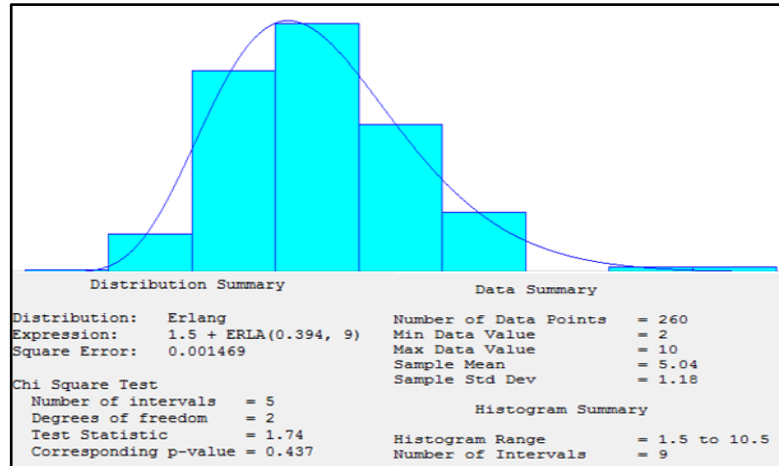 Distribution Summary
Distribution: Erlang
Expression: 1.5 + ERLA(0.394, 9)
Square Error: 0.001469
Chi Square Test
Number of intervals = 5
Degrees of freedom = 2
Test Statistic = 1.74
Corresponding p-value = 0.437
Data Summary
Number of Data Points = 260
Min Data Value = 2
Max Data Value = 10
Sample Mean = 5.04
Sample Std Dev = 1.18
Histogram Summary
Histogram Range = 1.5 to 10.5
Number of Intervals = 9